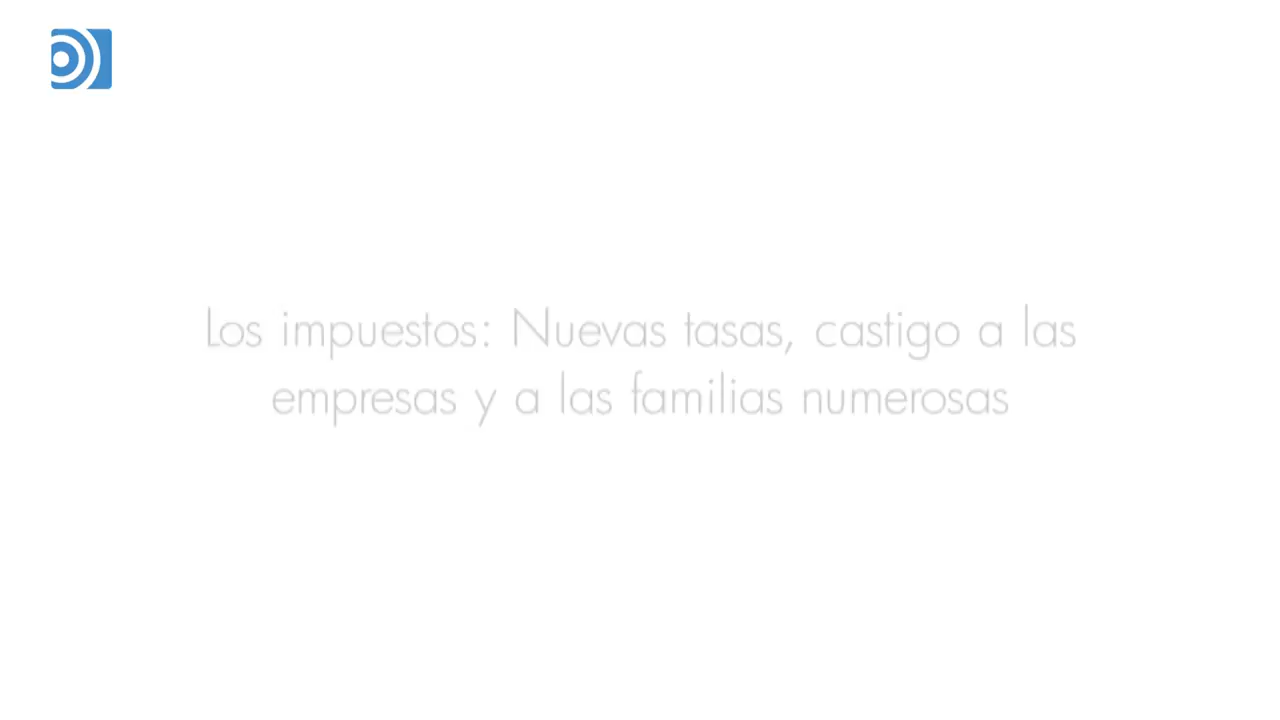 Los impuestos: Nuevas tasas, castigo a las
empresas y a las familias numerosas